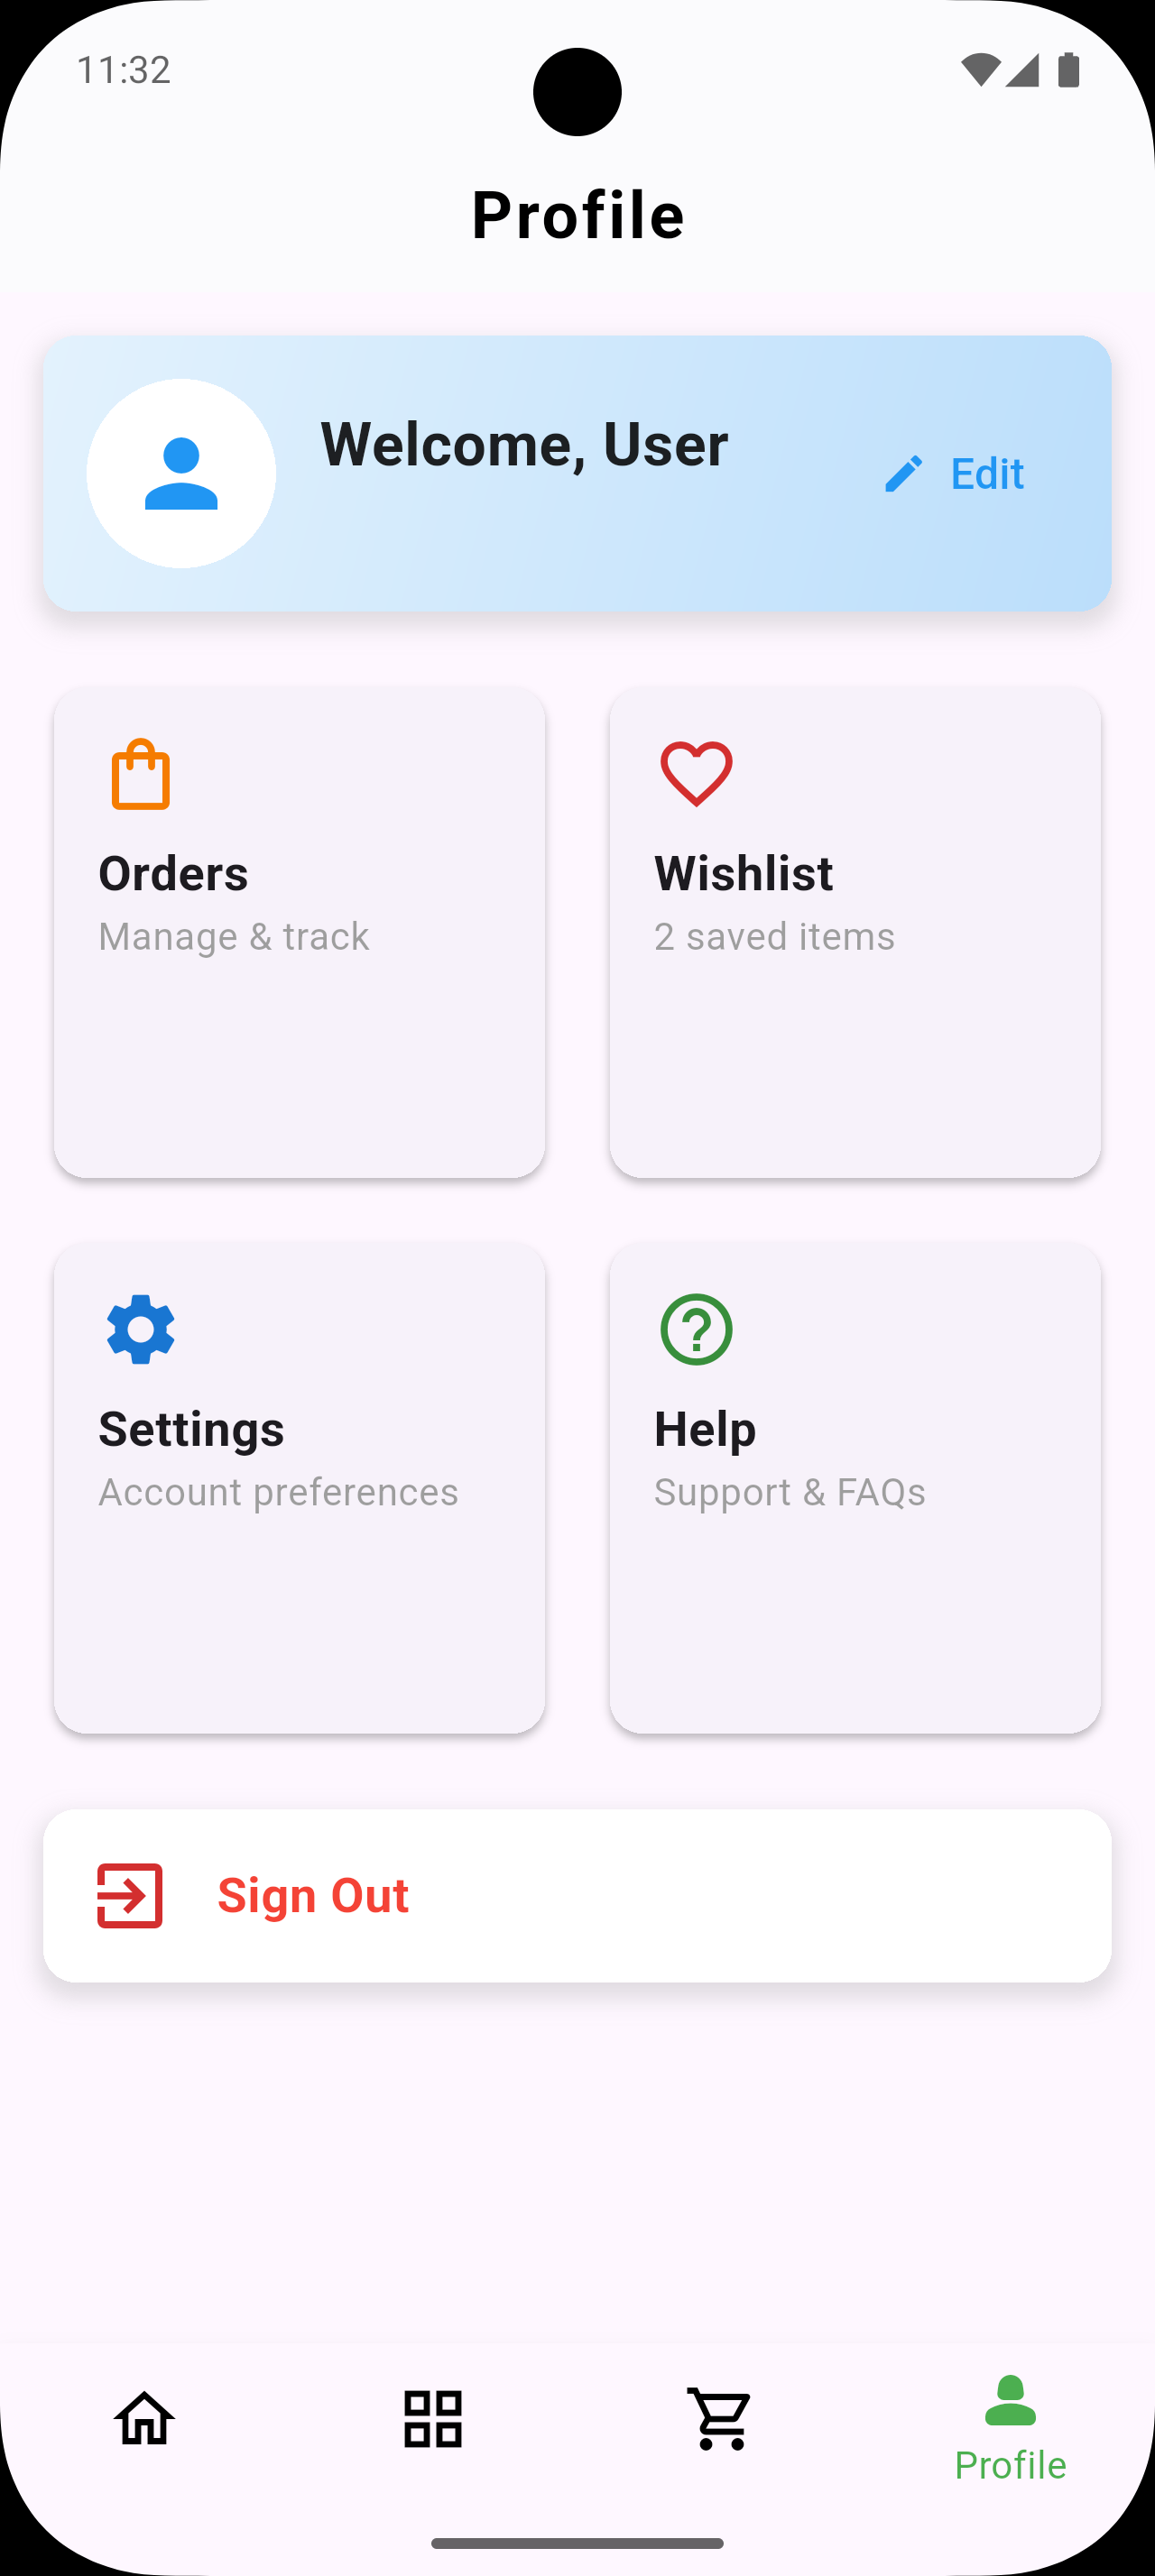 11:32
Profile
Welcome, User
Edit
Orders
Manage & track
Wishlist
2 saved items
Settings
Account preferences
Help
Support & FAQs
Sign Out
Profile